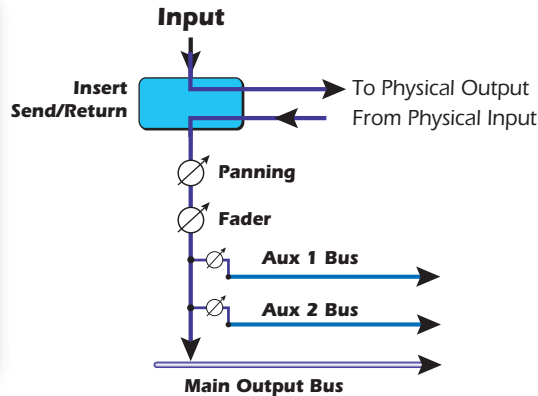 Input
Insert
Send/Return
To Physical Output
From Physical Input
Panning
Fader
Aux 1 Bus
Aux 2 Bus
Main Output Bus